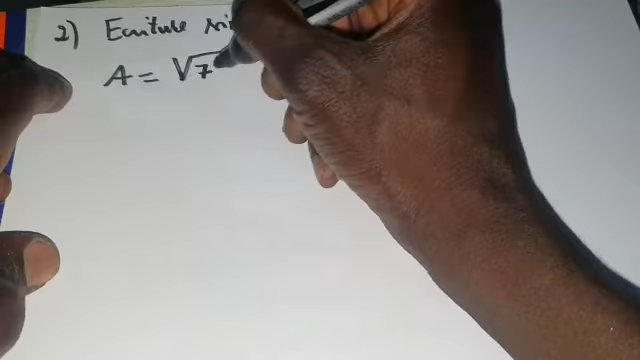 2) Ecriture
A = √7